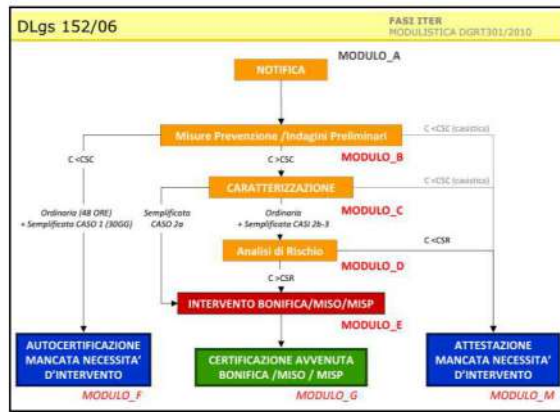 DLgs 152/06
FASI ITER
MODULISTICA DGRT301/2010
MODULO_A
NOTIFICA
Misure Prevenzione /Indagini Preliminari
C <CSC (casistica)
C <CSC
C >CSC
MODULO_B
CARATTERIZZAZIONE
C <CSC (casistica)
MODULO_C
Ordinaria (48 ORE)
+ Semplificata CASO 1 (30GG)
Semplificata
CASO 2a
Ordinaria
+ Semplificata CASI 2b-3
C <CSR
Analisi di Rischio
MODULO_D
C >CSR
INTERVENTO BONIFICA/MISO/MISP
MODULO_E
AUTOCERTIFICAZIONE
MANCATA NECESSITA'
D'INTERVENTO
CERTIFICAZIONE AVVENUTA
BONIFICA /MISO / MISP
ATTESTAZIONE
MANCATA NECESSITA'
D'INTERVENTO
MODULO_F
MODULO_G
MODULO_M